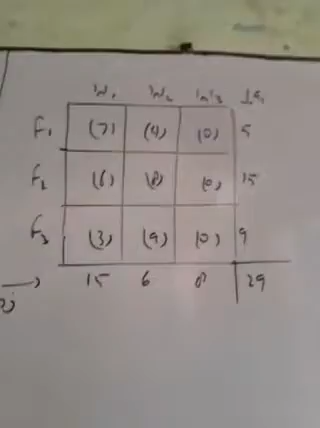 W₁ W₂ W₃
F₁ (7) (4) (0) 5
F₂ (6) (8) (0) 15
F₃ (3) (9) (0) 9
15 6 8 29